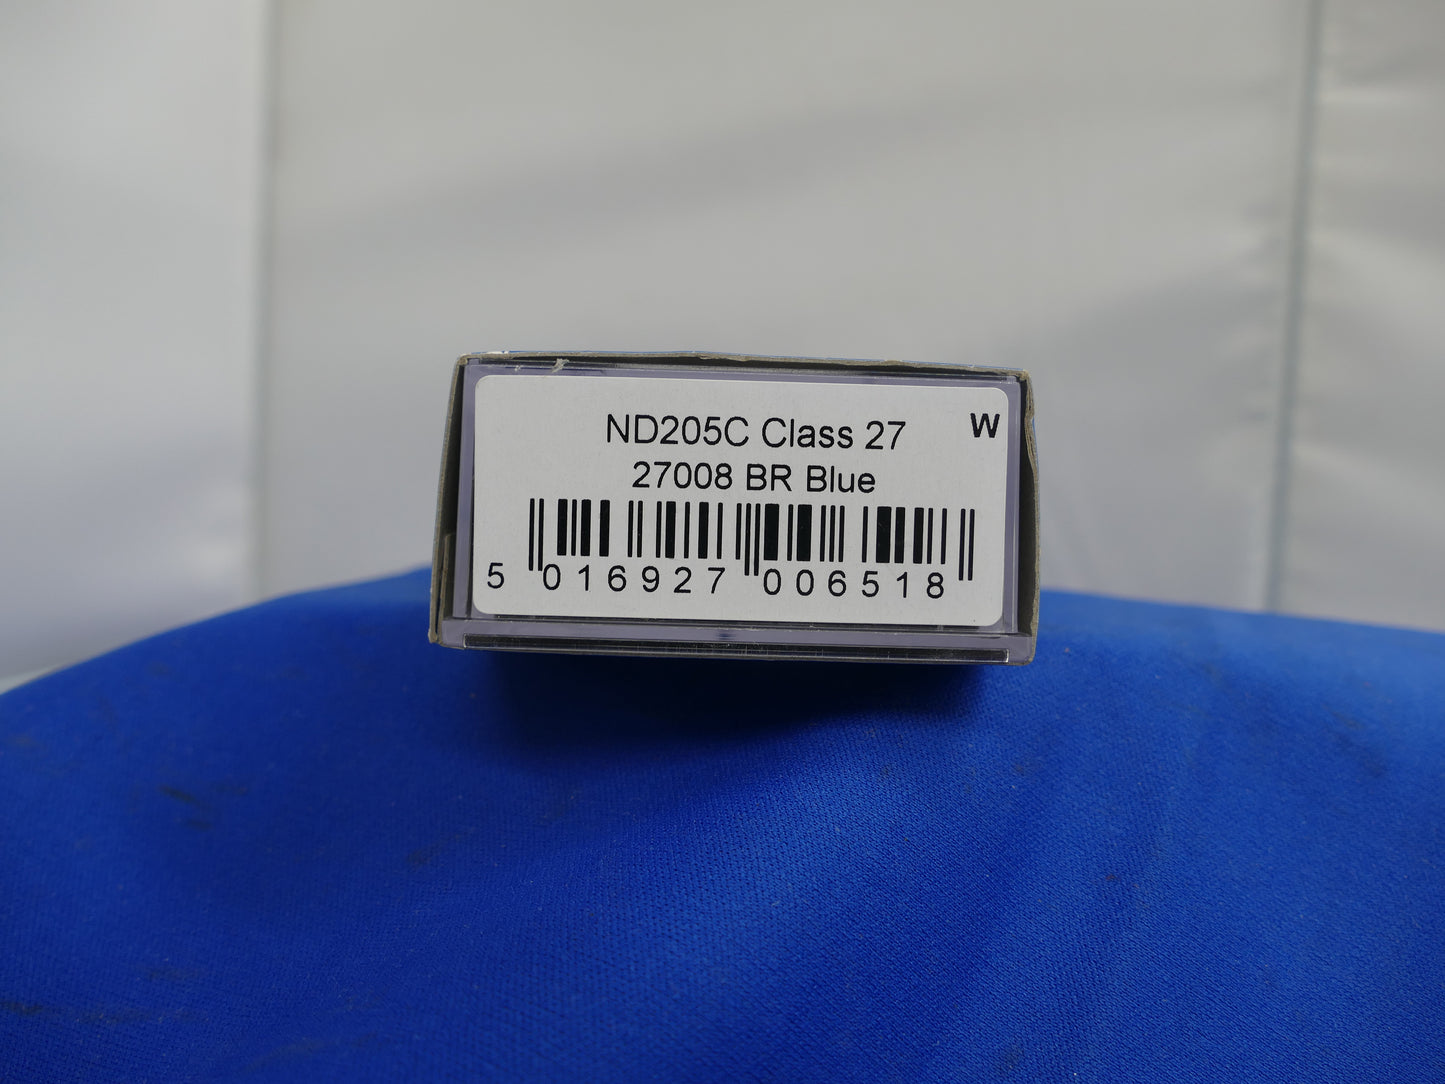 ND205C Class 27 W
27008 BR Blue
5 016927 006518